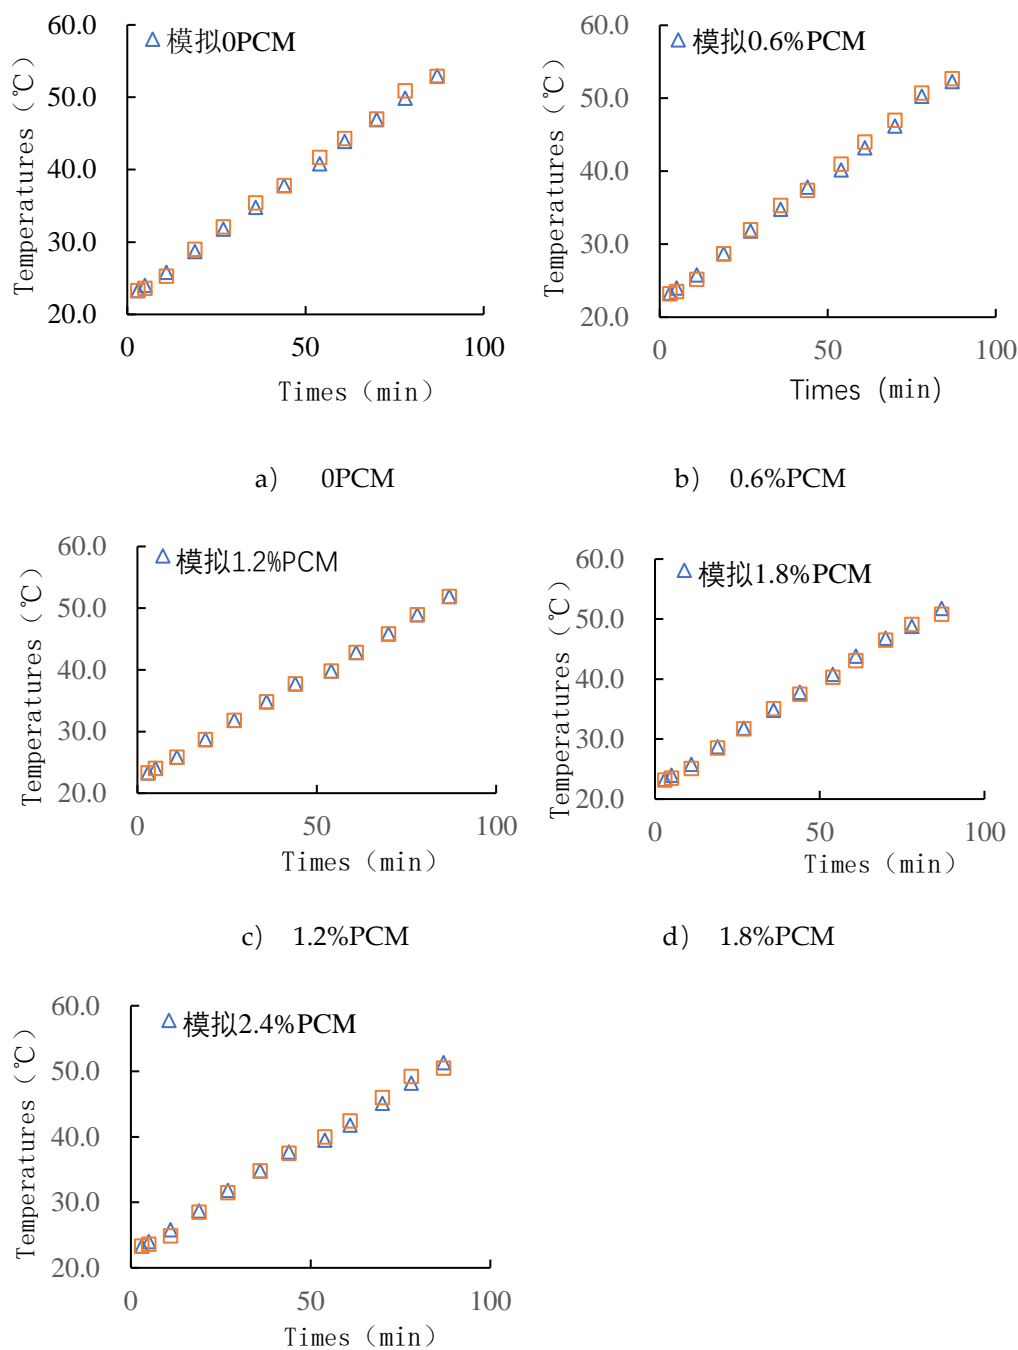 60.0
模拟0PCM
50.0
40.0
30.0
20.0
0
50
100
Temperatures（℃）
Times（min）
60.0
模拟0.6%PCM
50.0
40.0
30.0
20.0
0
50
100
Temperatures（℃）
Times (min)
a) 0PCM
b) 0.6%PCM
60.0
模拟1.2%PCM
50.0
40.0
30.0
20.0
0
50
100
Temperatures（℃）
Times（min）
60.0
模拟1.8%PCM
50.0
40.0
30.0
20.0
0
50
100
Temperatures（℃）
Times（min）
c) 1.2%PCM
d) 1.8%PCM
60.0
模拟2.4%PCM
50.0
40.0
30.0
20.0
0
50
100
Temperatures（℃）
Times（min）